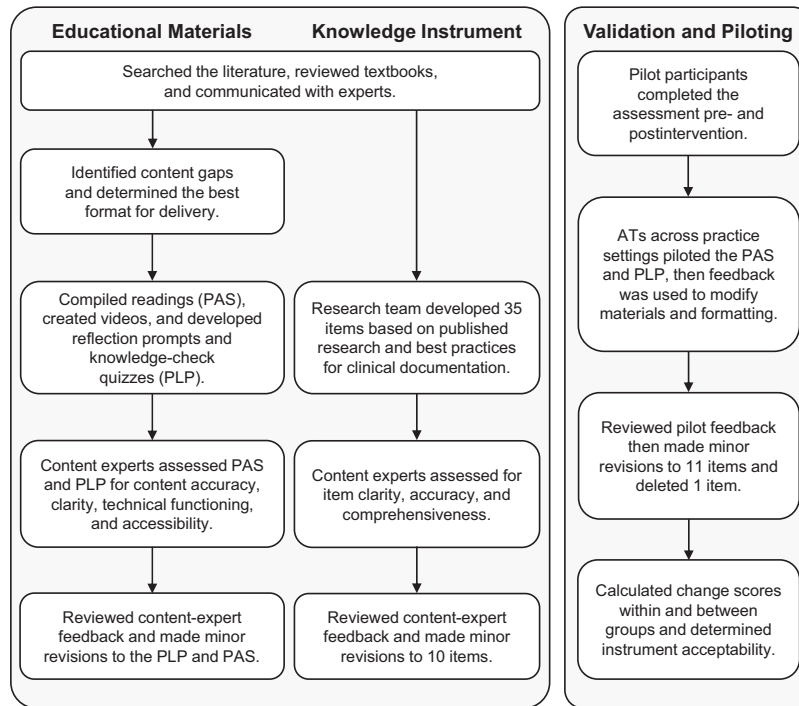 Educational Materials
Knowledge Instrument
Searched the literature, reviewed textbooks,
and communicated with experts.
Identified content gaps
and determined the best
format for delivery.
Compiled readings (PAS),
created videos, and developed
reflection prompts and
knowledge-check
quizzes (PLP).
Content experts assessed PAS
and PLP for content accuracy,
clarity, technical functioning,
and accessibility.
Reviewed content-expert
feedback and made minor
revisions to the PLP and PAS.
Research team developed 35
items based on published
research and best practices
for clinical documentation.
Content experts assessed for
item clarity, accuracy, and
comprehensiveness.
Reviewed content-expert
feedback and made minor
revisions to 10 items.
Validation and Piloting
Pilot participants
completed the
assessment pre- and
postintervention.
ATs across practice
settings piloted the PAS
and PLP, then feedback
was used to modify
materials and formatting.
Reviewed pilot feedback
then made minor
revisions to 11 items and
deleted 1 item.
Calculated change scores
within and between
groups and determined
instrument acceptability.